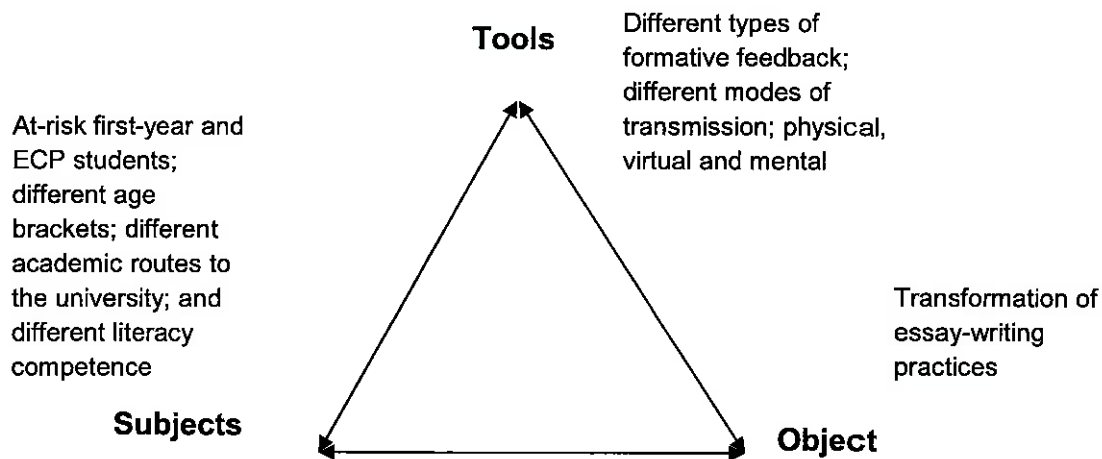 Tools
Different types of
formative feedback;
different modes of
transmission; physical,
virtual and mental
At-risk first-year and
ECP students;
different age
brackets; different
academic routes to
the university; and
different literacy
competence
Subjects
Transformation of
essay-writing
practices
Object